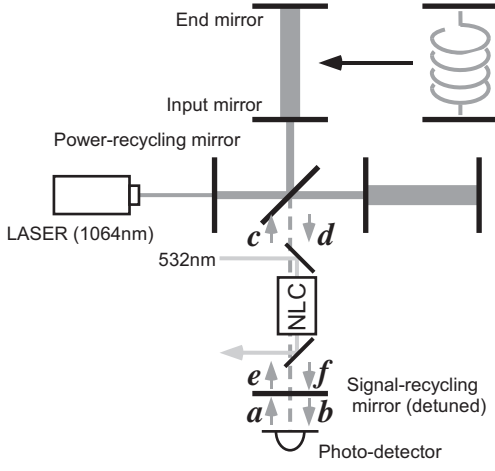 End mirror
Input mirror
Power-recycling mirror
LASER (1064nm)
c d
532nm
NLC
e f
Signal-recycling
mirror (detuned)
a b
Photo-detector